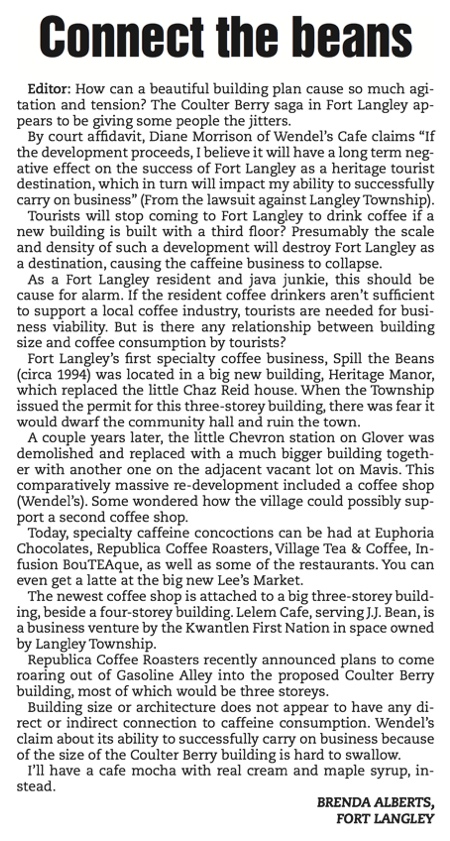 Connect the beans
Editor: How can a beautiful building plan cause so much agi-
tation and tension? The Coulter Berry saga in Fort Langley ap-
pears to be giving some people the jitters.
By court affidavit, Diane Morrison of Wendel's Cafe claims “If
the development proceeds, I believe it will have a long term neg-
ative effect on the success of Fort Langley as a heritage tourist
destination, which in turn will impact my ability to successfully
carry on business” (From the lawsuit against Langley Township).
Tourists will stop coming to Fort Langley to drink coffee if a
new building is built with a third floor? Presumably the scale
and density of such a development will destroy Fort Langley as
a destination, causing the caffeine business to collapse.
As a Fort Langley resident and java junkie, this should be
cause for alarm. If the resident coffee drinkers aren't sufficient
to support a local coffee industry, tourists are needed for busi-
ness viability. But is there any relationship between building
size and coffee consumption by tourists?
Fort Langley's first specialty coffee business, Spill the Beans
(circa 1994) was located in a big new building, Heritage Manor,
which replaced the little Chaz Reid house. When the Township
issued the permit for this three-storey building, there was fear it
would dwarf the community hall and ruin the town.
A couple years later, the little Chevron station on Glover was
demolished and replaced with a much bigger building togeth-
er with another one on the adjacent vacant lot on Mavis. This
comparatively massive re-development included a coffee shop
(Wendel's). Some wondered how the village could possibly sup-
port a second coffee shop.
Today, specialty caffeine concoctions can be had at Euphoria
Chocolates, Republica Coffee Roasters, Village Tea & Coffee, In-
fusion BouTEAque, as well as some of the restaurants. You can
even get a latte at the big new Lee's Market.
The newest coffee shop is attached to a big three-storey build-
ing, beside a four-storey building. Lelem Cafe, serving J.J. Bean, is
a business venture by the Kwantlen First Nation in space owned
by Langley Township.
Republica Coffee Roasters recently announced plans to come
roaring out of Gasoline Alley into the proposed Coulter Berry
building, most of which would be three storeys.
Building size or architecture does not appear to have any di-
rect or indirect connection to caffeine consumption. Wendel's
claim about its ability to successfully carry on business because
of the size of the Coulter Berry building is hard to swallow.
I'll have a cafe mocha with real cream and maple syrup, in-
stead.
BRENDA ALBERTS,
FORT LANGLEY